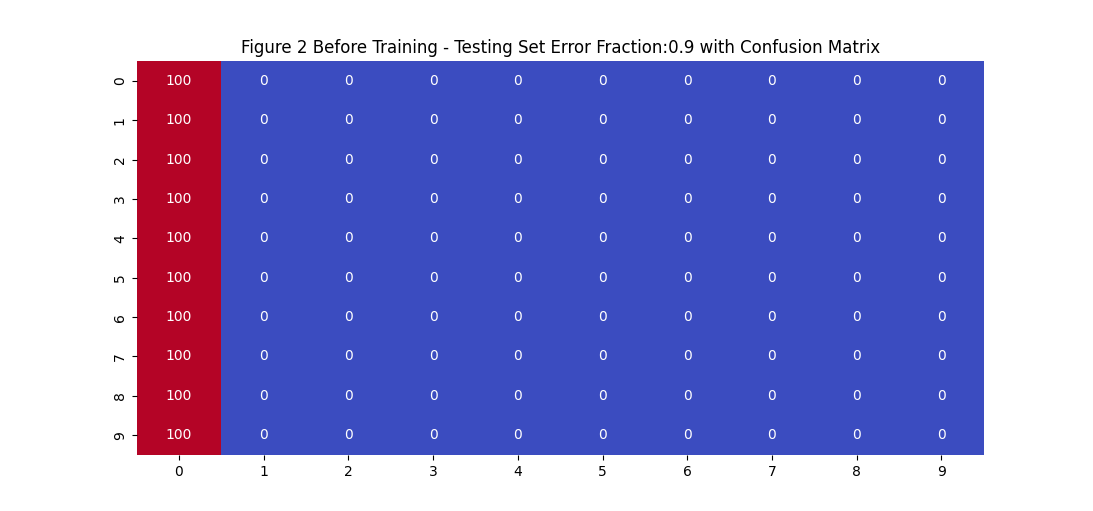 Figure 2 Before Training - Testing Set Error Fraction:0.9 with Confusion Matrix
0 100 0 0 0 0 0 0 0 0 0
1 100 0 0 0 0 0 0 0 0 0
2 100 0 0 0 0 0 0 0 0 0
3 100 0 0 0 0 0 0 0 0 0
4 100 0 0 0 0 0 0 0 0 0
5 100 0 0 0 0 0 0 0 0 0
6 100 0 0 0 0 0 0 0 0 0
7 100 0 0 0 0 0 0 0 0 0
8 100 0 0 0 0 0 0 0 0 0
9 100 0 0 0 0 0 0 0 0 0
0 1 2 3 4 5 6 7 8 9